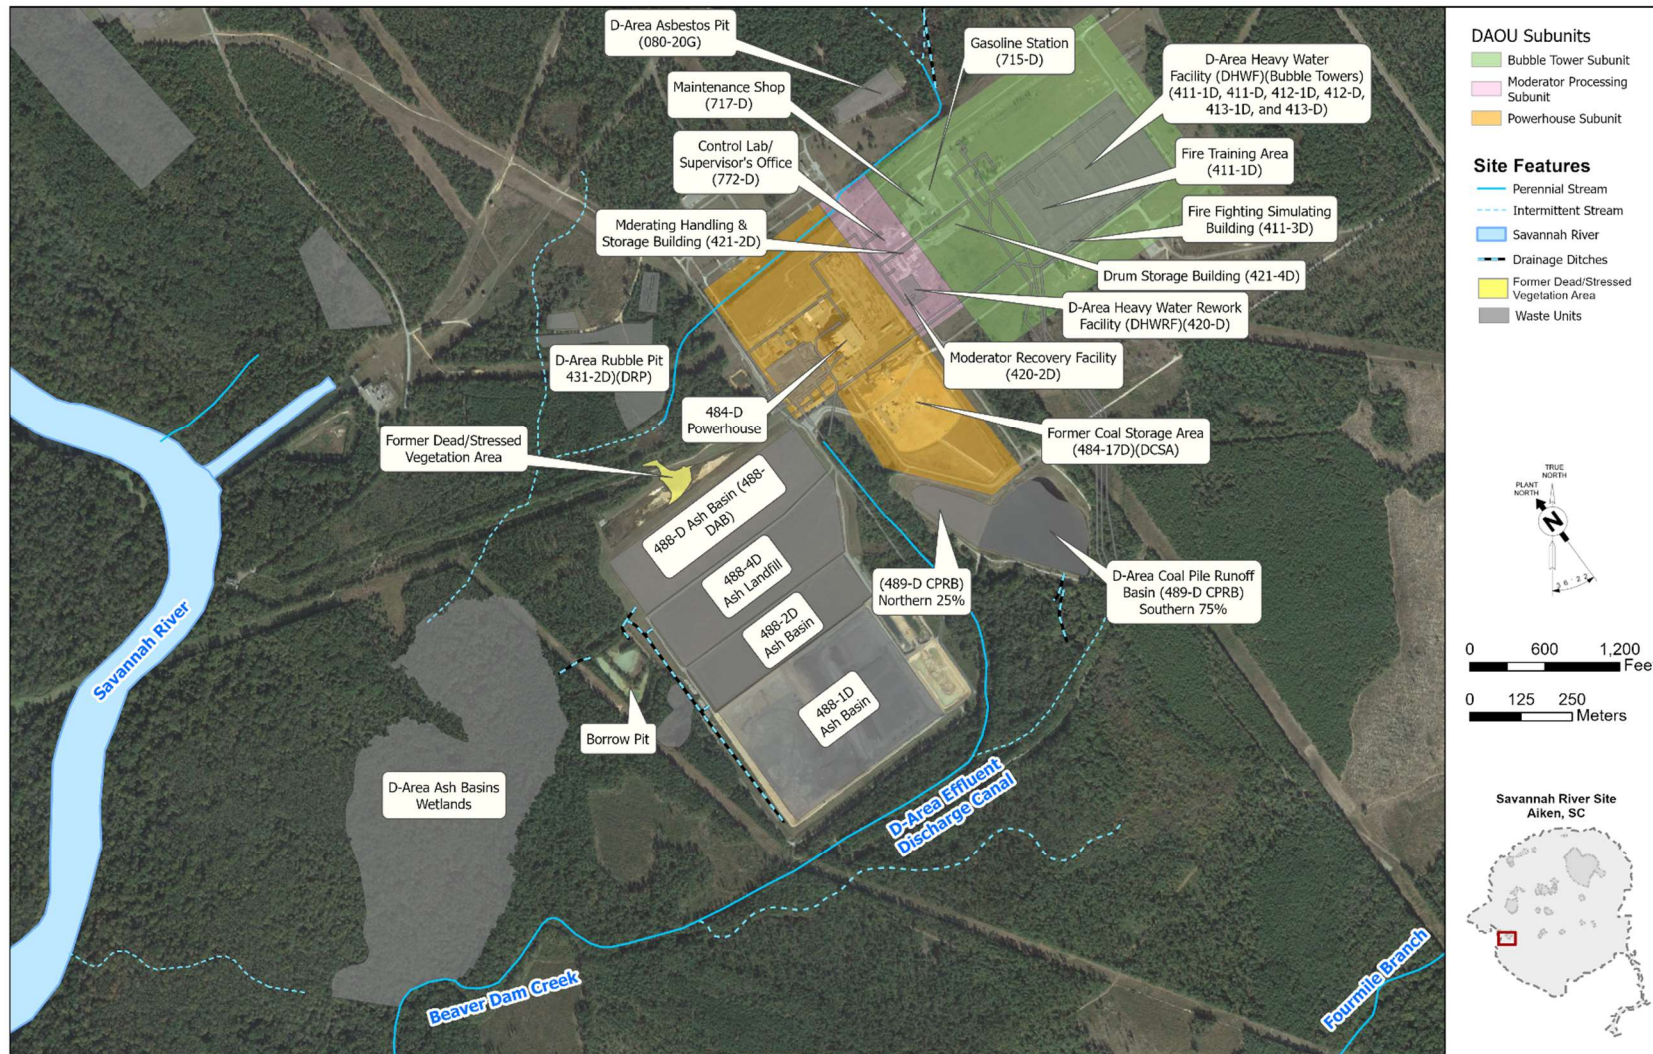 D-Area Asbestos Pit
(080-20G)
Gasoline Station
(715-D)
D-Area Heavy Water
Facility (DHWF)(Bubble Towers)
(411-1D, 411-D, 412-1D, 412-D,
413-1D, and 413-D)
Maintenance Shop
(717-D)
Control Lab/
Supervisor's Office
(772-D)
Fire Training Area
(411-1D)
Mderating Handling &
Storage Building (421-2D)
Fire Fighting Simulating
Building (411-3D)
Drum Storage Building (421-4D)
D-Area Heavy Water Rework
Facility (DHWRF)(420-D)
D-Area Rubble Pit
431-2D)(DRP)
Moderator Recovery Facility
(420-2D)
484-D
Powerhouse
Former Coal Storage Area
(484-17D)(DCSA)
Former Dead/Stressed
Vegetation Area
488-D Ash Basin (488-
DAB)
488-4D
Ash Landfill
488-2D
Ash Basin
488-1D
Ash Basin
(489-D CPRB)
Northern 25%
D-Area Coal Pile Runoff
Basin (489-D CPRB)
Southern 75%
Savannah River
Borrow Pit
D-Area Ash Basins
Wetlands
D-Area Effluent
Discharge Canal
Beaver Dam Creek
Fourmile Branch
DAOU Subunits
Bubble Tower Subunit
Moderator Processing
Subunit
Powerhouse Subunit
Site Features
Perennial Stream
Intermittent Stream
Savannah River
Drainage Ditches
Former Dead/Stressed
Vegetation Area
Waste Units
TRUE
NORTH
PLANT
NORTH
N
36°22'
0 600 1,200
Fee
0 125 250
Meters
Savannah River Site
Aiken, SC